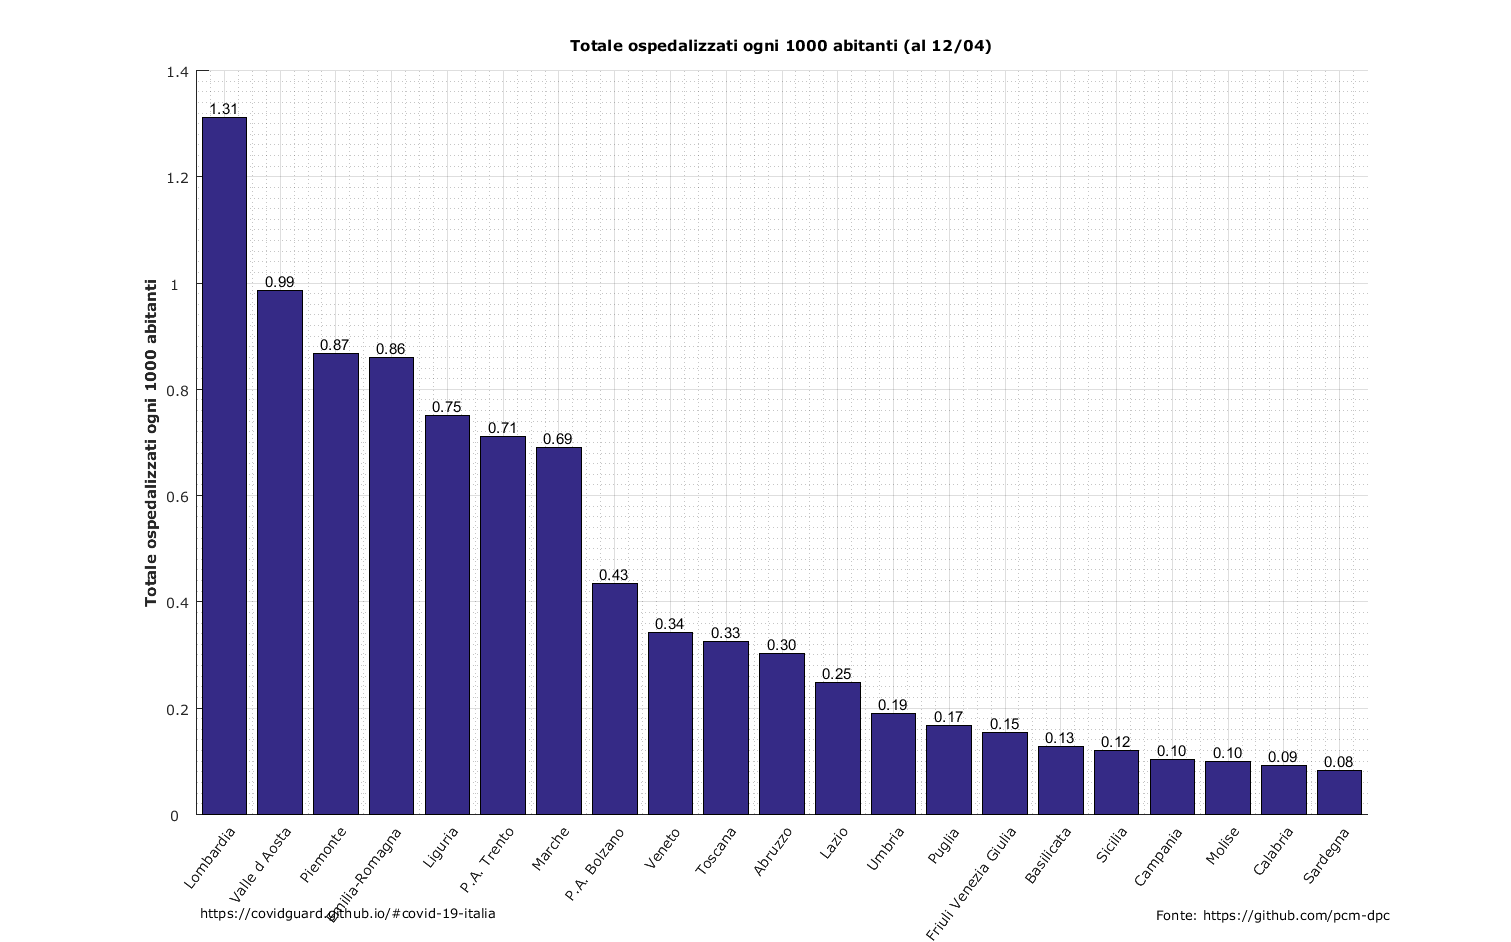 Totale ospedalizzati ogni 1000 abitanti (al 12/04)
Totale ospedalizzati ogni 1000 abitanti
1.4
1.2
1
0.8
0.6
0.4
0.2
0
1.31
0.99
0.87
0.86
0.75
0.71
0.69
0.43
0.34
0.33
0.30
0.25
0.19
0.17
0.15
0.13
0.12
0.10
0.10
0.09
0.08
Lombardia
Valle d Aosta
Piemonte
Emilia-Romagna
Liguria
P.A. Trento
Marche
P.A. Bolzano
Veneto
Toscana
Abruzzo
Lazio
Umbria
Puglia
Friuli Venezia Giulia
Basilicata
Sicilia
Campania
Molise
Calabria
Sardegna
https://covidguard.github.io/#covid-19-italia
Fonte: https://github.com/pcm-dpc